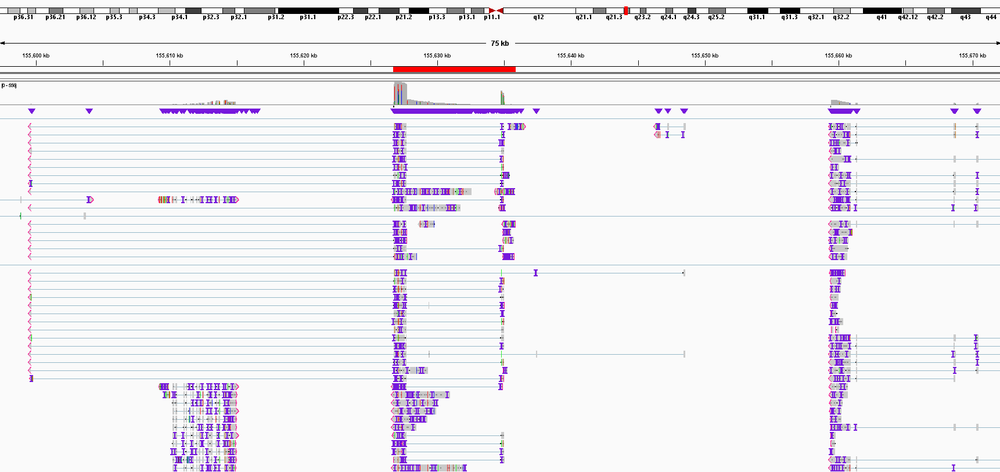 p36.31 p36.21 p36.12 p35.3 p34.3 p34.1 p32.3 p32.1 p31.2 p31.1 p22.3 p22.1 p21.2 p13.3 p13.1 p11.1 q12 q21.1 q21.3 q23.2 q24.1 q24.3 q25.2 q31.1 q31.3 q32.1 q32.2 q41 q42.12 q42.2 q43 q44
75 kb
155,600 kb 155,610 kb 155,620 kb 155,630 kb 155,640 kb 155,650 kb 155,660 kb 155,670 kb
[0 - 556]